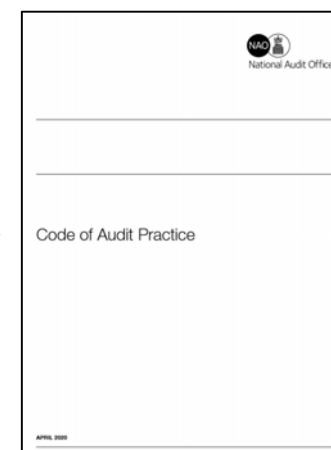 NAO
National Audit Office
Code of Audit Practice
APRIL 2020